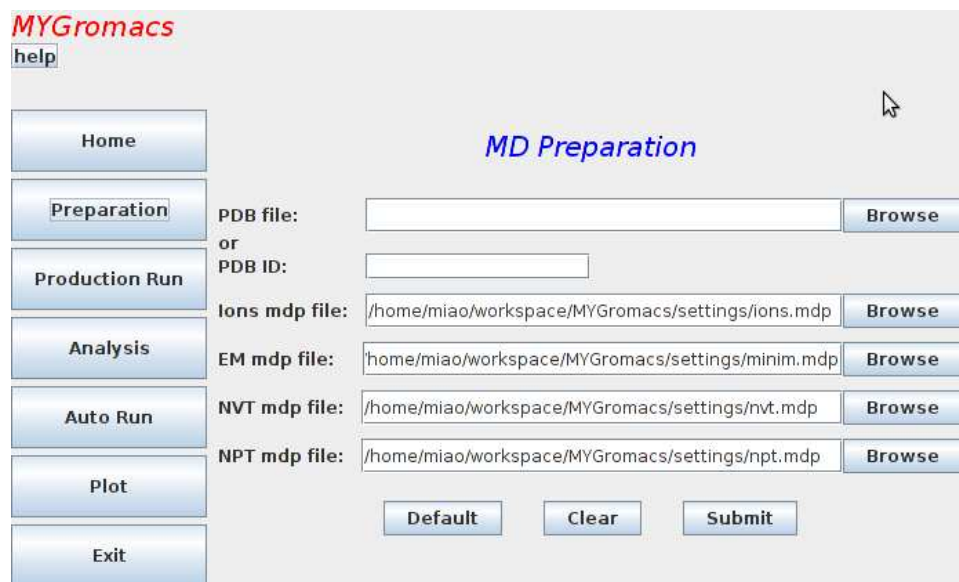 MYGromacs
help
Home
Preparation
Production Run
Analysis
Auto Run
Plot
Exit
MD Preparation
PDB file: Browse
or
PDB ID:
Ions mdp file: /home/miao/workspace/MYGromacs/settings/ions.mdp Browse
EM mdp file: /home/miao/workspace/MYGromacs/settings/minim.mdp Browse
NVT mdp file: /home/miao/workspace/MYGromacs/settings/nvt.mdp Browse
NPT mdp file: /home/miao/workspace/MYGromacs/settings/npt.mdp Browse
Default Clear Submit